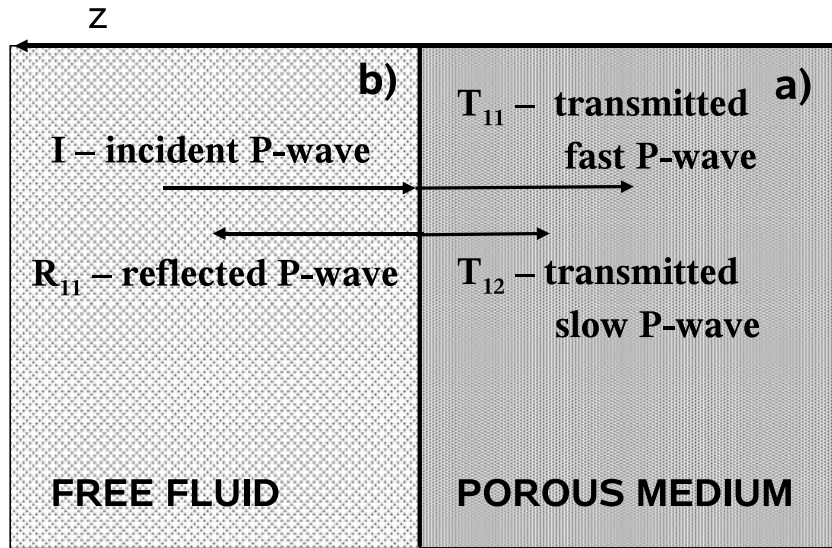 z
b)
I – incident P-wave
R₁₁ – reflected P-wave
FREE FLUID
a)
T₁₁ – transmitted
fast P-wave
T₁₂ – transmitted
slow P-wave
POROUS MEDIUM